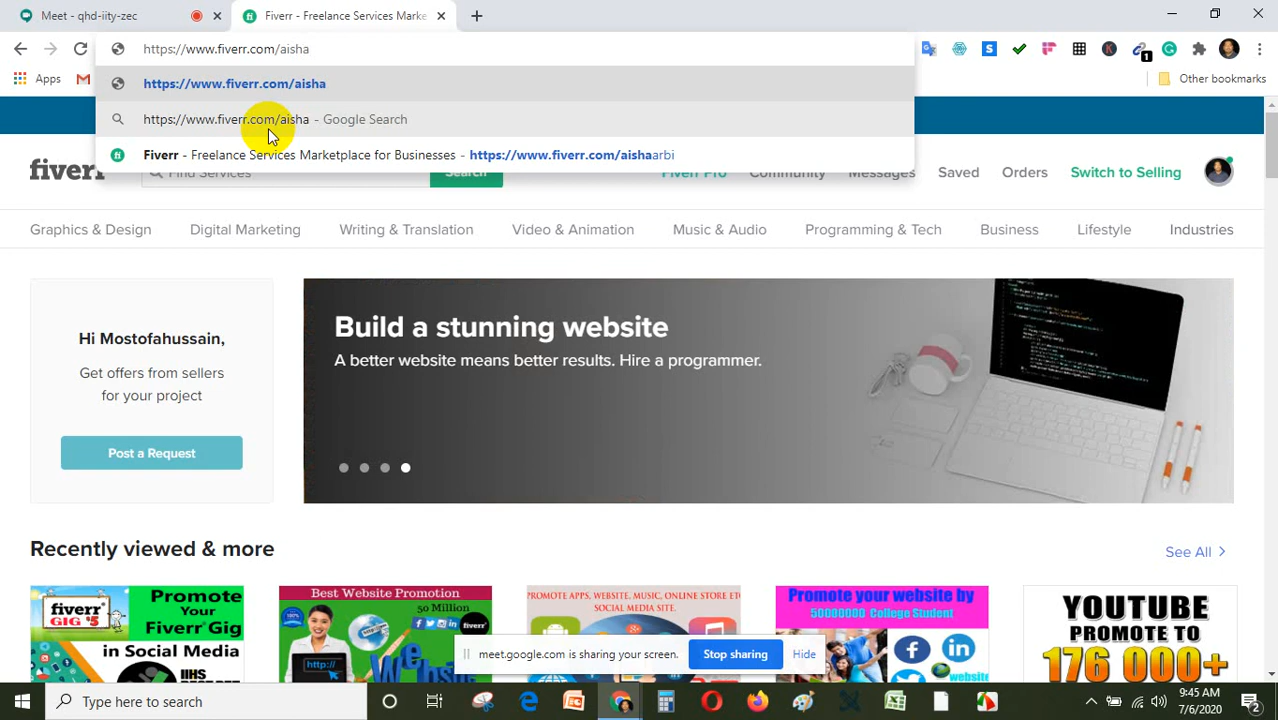 Meet - qhd-iity-zec
Fiverr - Freelance Services Marke
https://www.fiverr.com/aisha
Apps
Other bookmarks
https://www.fiverr.com/aisha
https://www.fiverr.com/aisha - Google Search
Fiverr - Freelance Services Marketplace for Businesses - https://www.fiverr.com/aishaarbi
fiverr
Find Services
Search
Fiverr Pro
Community
Messages
Saved
Orders
Switch to Selling
Graphics & Design
Digital Marketing
Writing & Translation
Video & Animation
Music & Audio
Programming & Tech
Business
Lifestyle
Industries
Hi Mostofahussain,
Get offers from sellers
for your project
Post a Request
Build a stunning website
A better website means better results. Hire a programmer.
Recently viewed & more
See All
fiverr
GIG $5
Promote
Your
Fiverr Gig
in Social Media
Best Website Promotion
50 Million
fiverr
http://
PROMOTE APPS, WEBSITE, MUSIC, ONLINE STORE ETC
SOCIAL MEDIA SITE.
Promote your website by
50000000 College Student
YOUTUBE
PROMOTE TO
176 000+
meet.google.com is sharing your screen.
Stop sharing
Hide
Type here to search
9:45 AM
7/6/2020
2